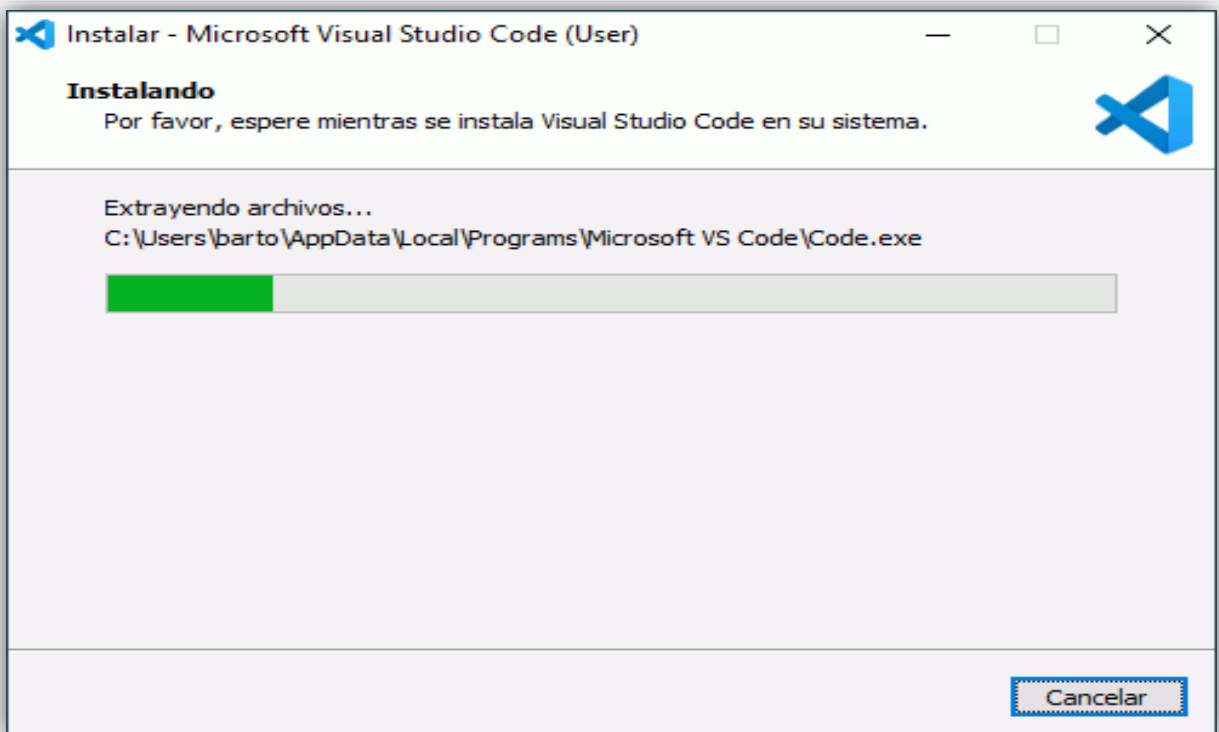 Instalar - Microsoft Visual Studio Code (User)
Instalando
Por favor, espere mientras se instala Visual Studio Code en su sistema.
Extrayendo archivos...
C:\Users\barto\AppData\Local\Programs\Microsoft VS Code\Code.exe
Cancelar